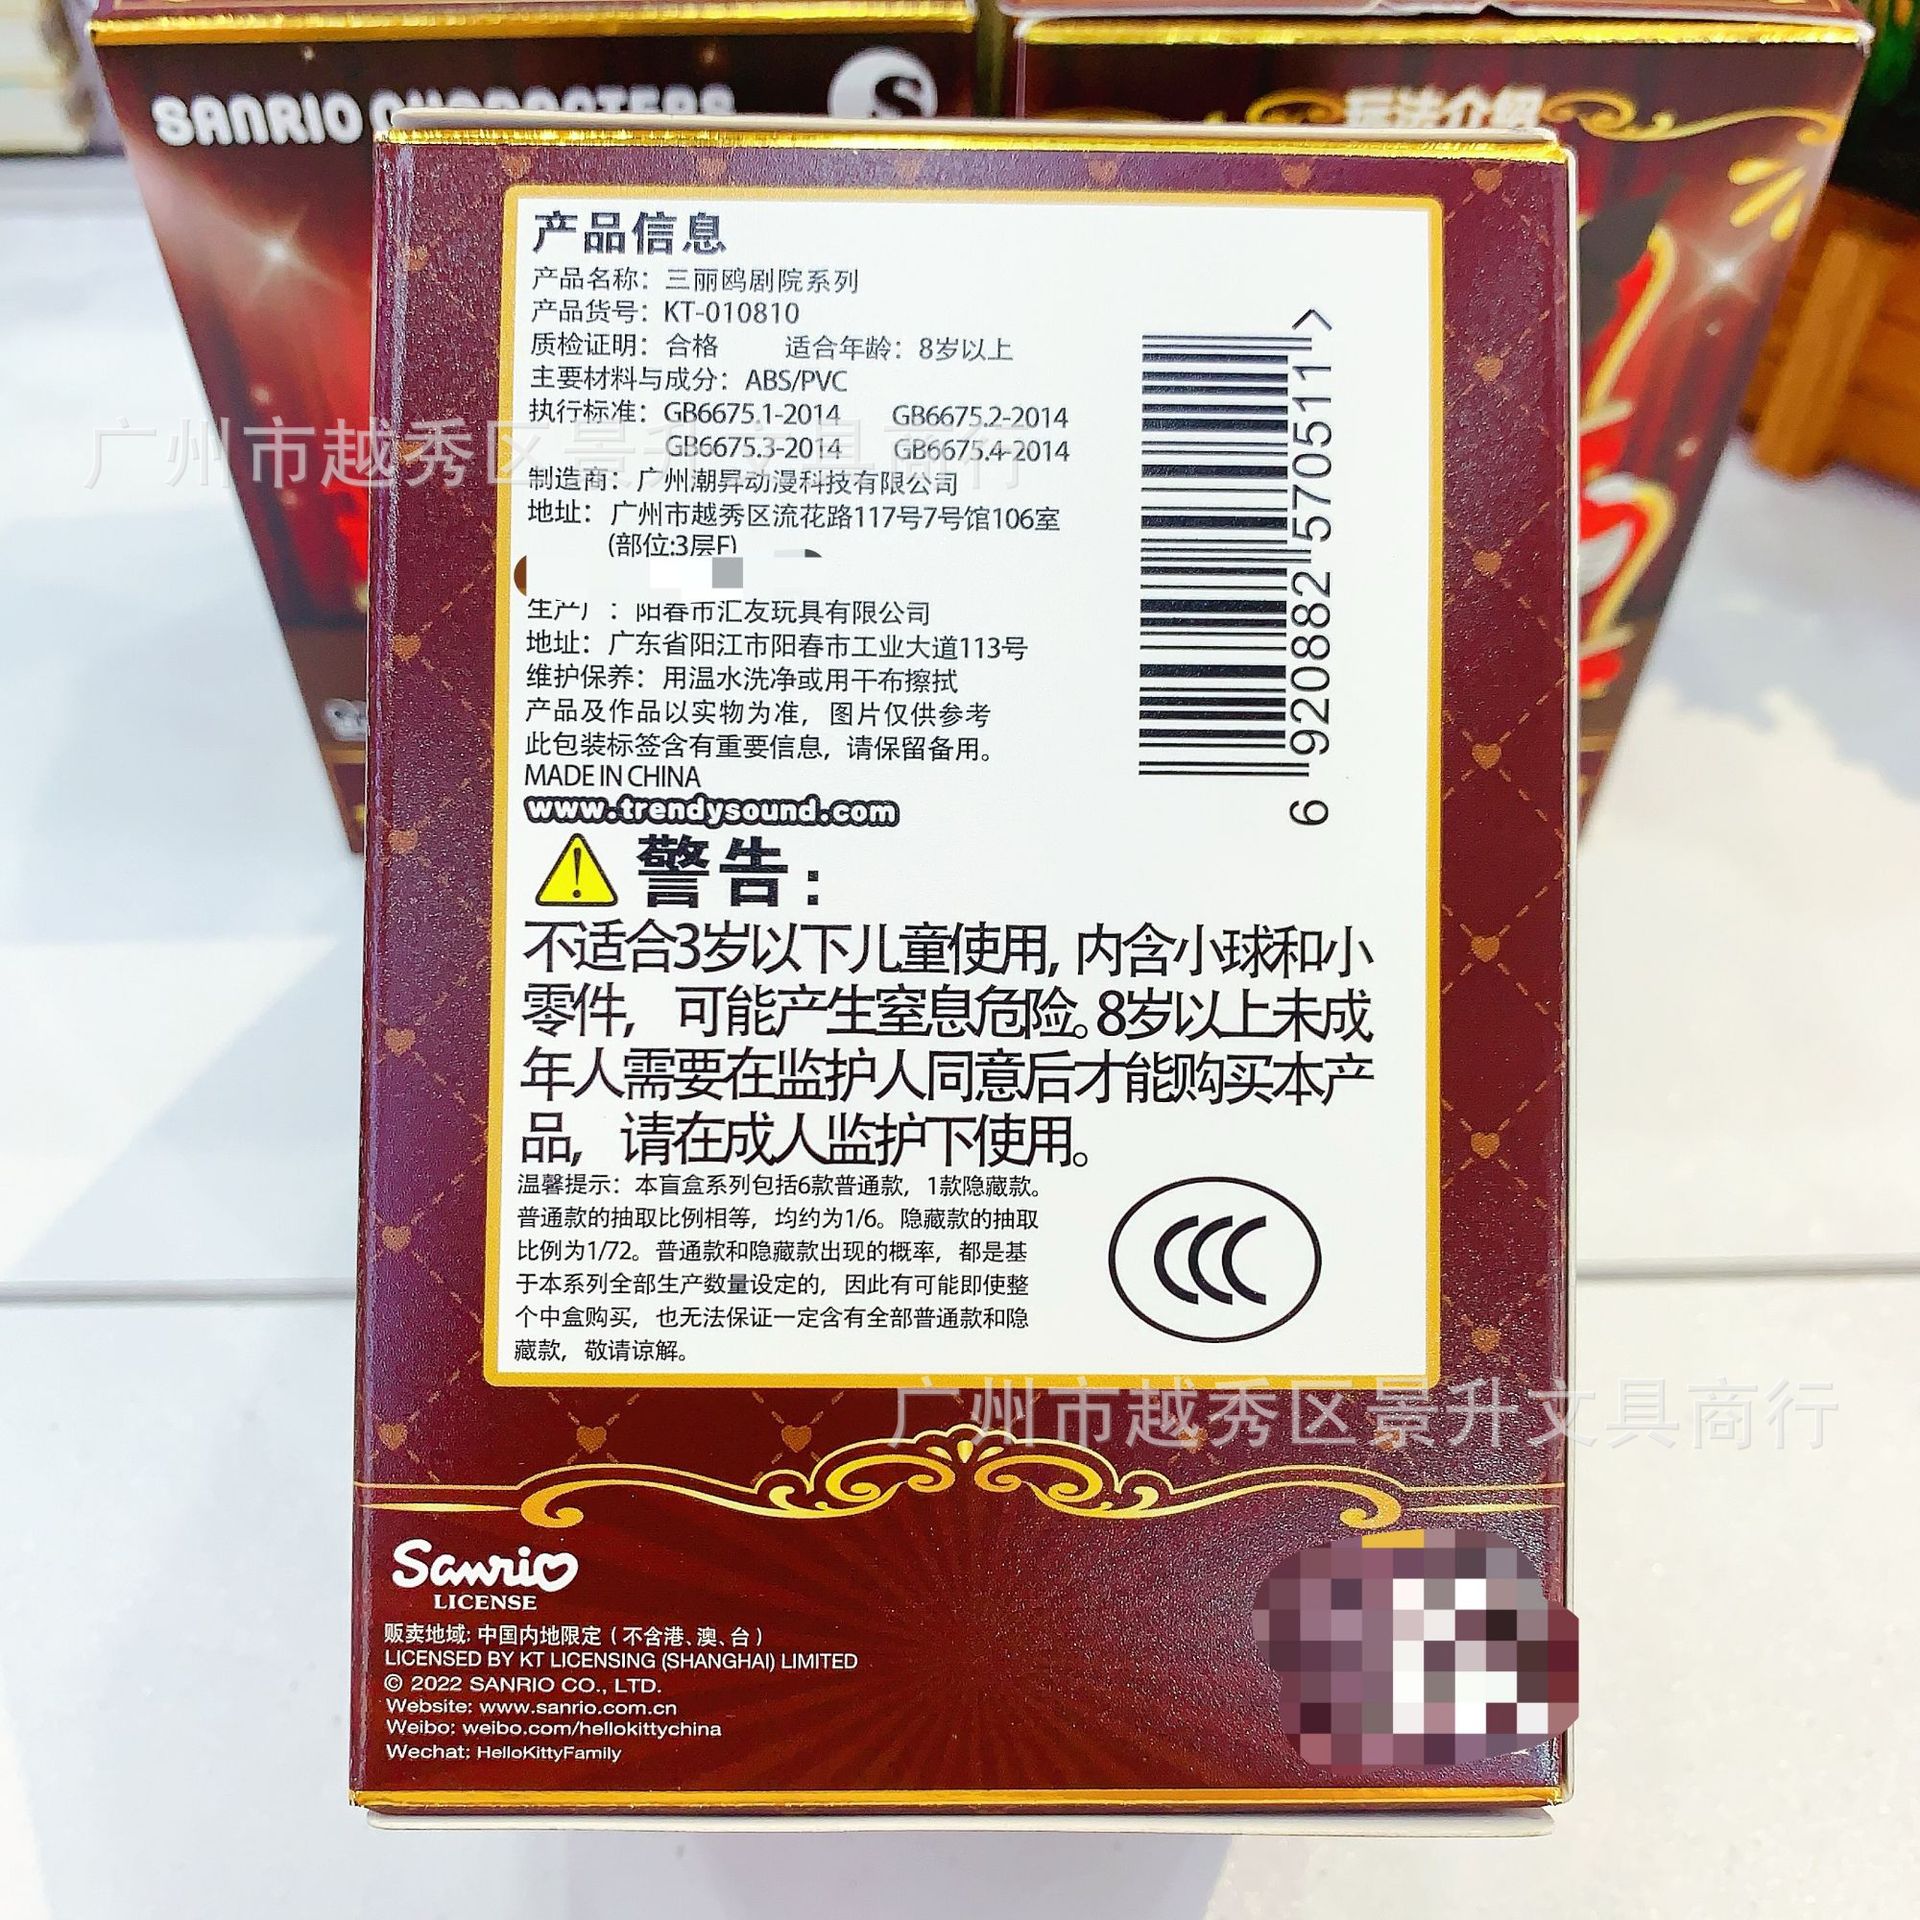 SANRIO CHARACTERS
玩法介绍
产品信息
产品名称：三丽鸥剧院系列
产品货号：KT-010810
质检证明：合格 适合年龄：8岁以上
主要材料与成分：ABS/PVC
执行标准：GB6675.1-2014 GB6675.2-2014
GB6675.3-2014 GB6675.4-2014
制造商：广州潮昇动漫科技有限公司
地址：广州市越秀区流花路117号7号馆106室
(部位:3层F)
生产厂：阳春市汇友玩具有限公司
地址：广东省阳江市阳春市工业大道113号
维护保养：用温水洗净或用干布擦拭
产品及作品以实物为准，图片仅供参考
此包装标签含有重要信息，请保留备用。
MADE IN CHINA
www.trendysound.com
6 920882 570511 >
警告：
不适合3岁以下儿童使用，内含小球和小
零件，可能产生窒息危险。8岁以上未成
年人需要在监护人同意后才能购买本产
品，请在成人监护下使用。
温馨提示：本盲盒系列包括6款普通款，1款隐藏款。
普通款的抽取比例相等，均约为1/6。隐藏款的抽取
比例为1/72。普通款和隐藏款出现的概率，都是基
于本系列全部生产数量设定的，因此有可能即使整
个中盒购买，也无法保证一定含有全部普通款和隐
藏款，敬请谅解。
CCC
Sanrio
LICENSE
贩卖地域: 中国内地限定（不含港、澳、台）
LICENSED BY KT LICENSING (SHANGHAI) LIMITED
© 2022 SANRIO CO., LTD.
Website: www.sanrio.com.cn
Weibo: weibo.com/hellokittychina
Wechat: HelloKittyFamily
广州市越秀区景升文具商行
广州市越秀区景升文具商行